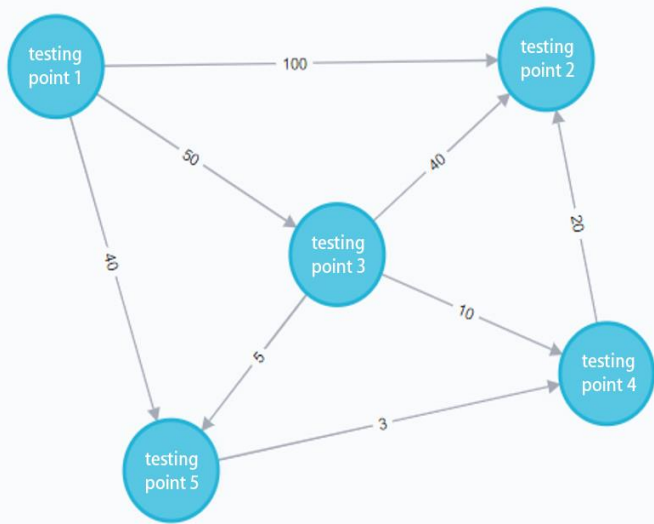 testing
point 1
100
testing
point 2
50
40
40
20
testing
point 3
10
5
testing
point 4
3
testing
point 5